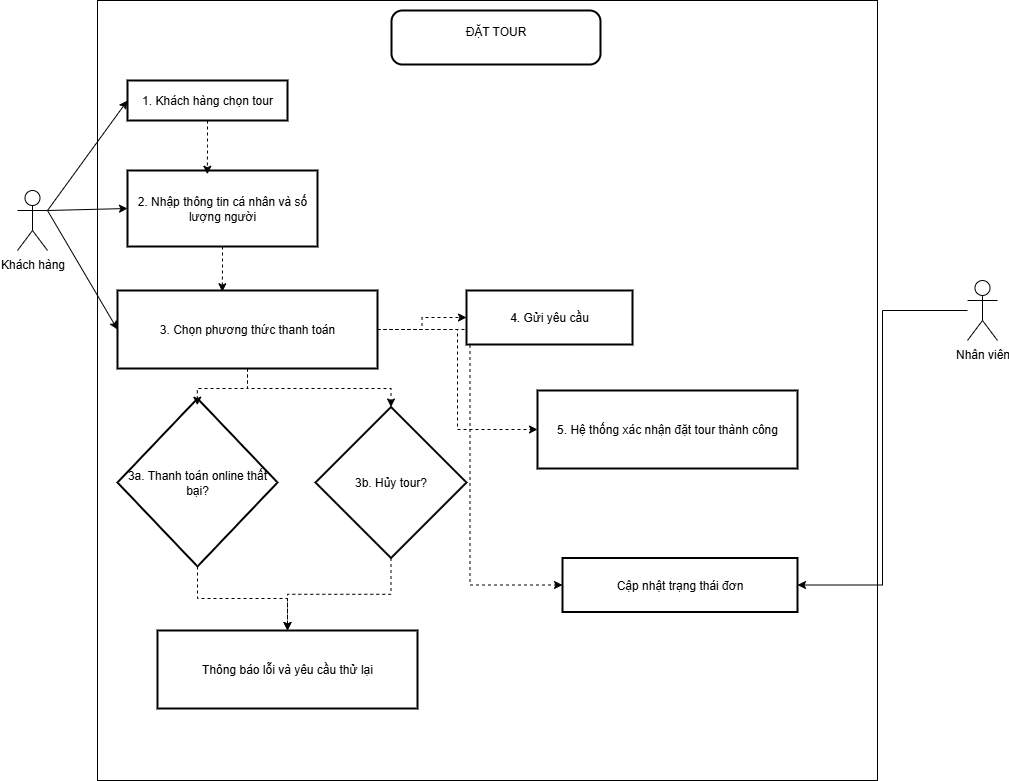 ĐẶT TOUR
1. Khách hàng chọn tour
2. Nhập thông tin cá nhân và số
lượng người
Khách hàng
3. Chọn phương thức thanh toán
4. Gửi yêu cầu
Nhân viên
5. Hệ thống xác nhận đặt tour thành công
3a. Thanh toán online thất
bại?
3b. Hủy tour?
Cập nhật trạng thái đơn
Thông báo lỗi và yêu cầu thử lại